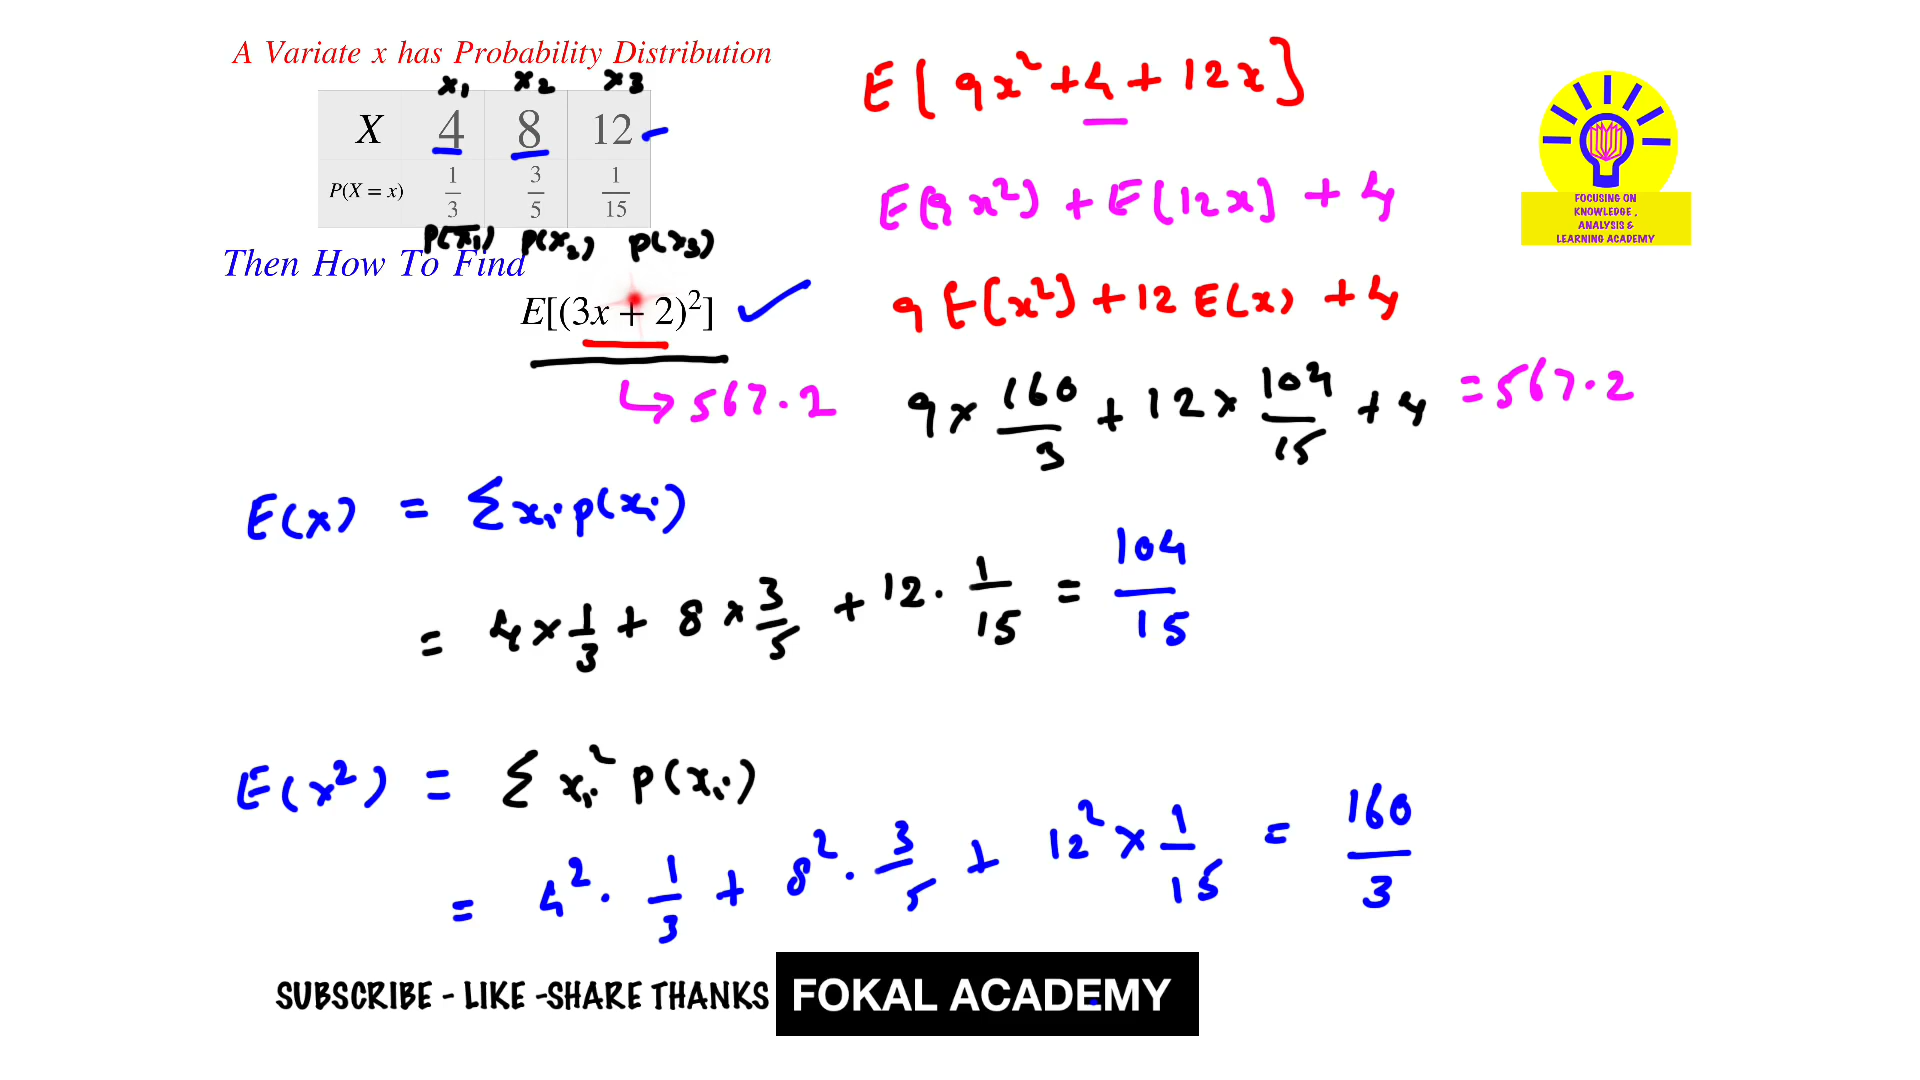 A Variate x has Probability Distribution
x₁ x₂ x₃
X 4 8 12
P(X = x) 1/3 3/5 1/15
p(x₁) p(x₂) p(x₃)
Then How To Find
E[(3x + 2)²]
↳ 567.2
E[9x² + 4 + 12x]
E(9x²) + E[12x] + 4
9E[x²] + 12E(x) + 4
9 × 160/3 + 12 × 104/15 + 4 = 567.2
FOCUSING ON
KNOWLEDGE ,
ANALYSIS &
LEARNING ACADEMY
E(x) = Σxᵢ p(xᵢ)
= 4 × 1/3 + 8 × 3/5 + 12 · 1/15 = 104/15
E(x²) = Σ xᵢ² p(xᵢ)
= 4² · 1/3 + 8² · 3/5 + 12² × 1/15 = 160/3
SUBSCRIBE - LIKE -SHARE THANKS
FOKAL ACADEMY